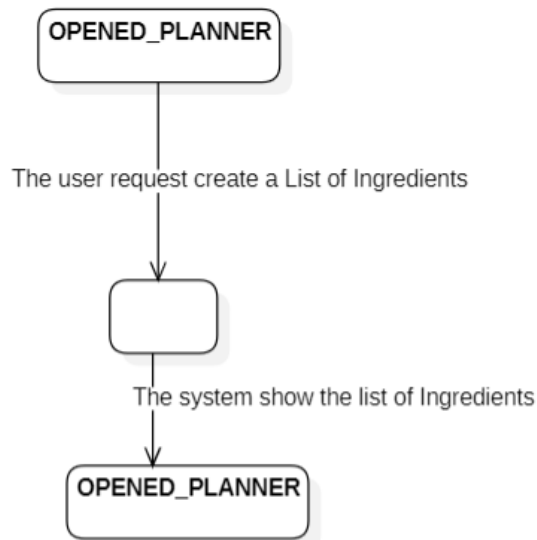 OPENED_PLANNER
The user request create a List of Ingredients
The system show the list of Ingredients
OPENED_PLANNER